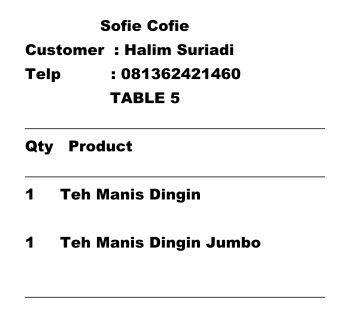 Sofie Cofie
Customer : Halim Suriadi
Telp : 081362421460
TABLE 5
Qty Product
1 Teh Manis Dingin
1 Teh Manis Dingin Jumbo